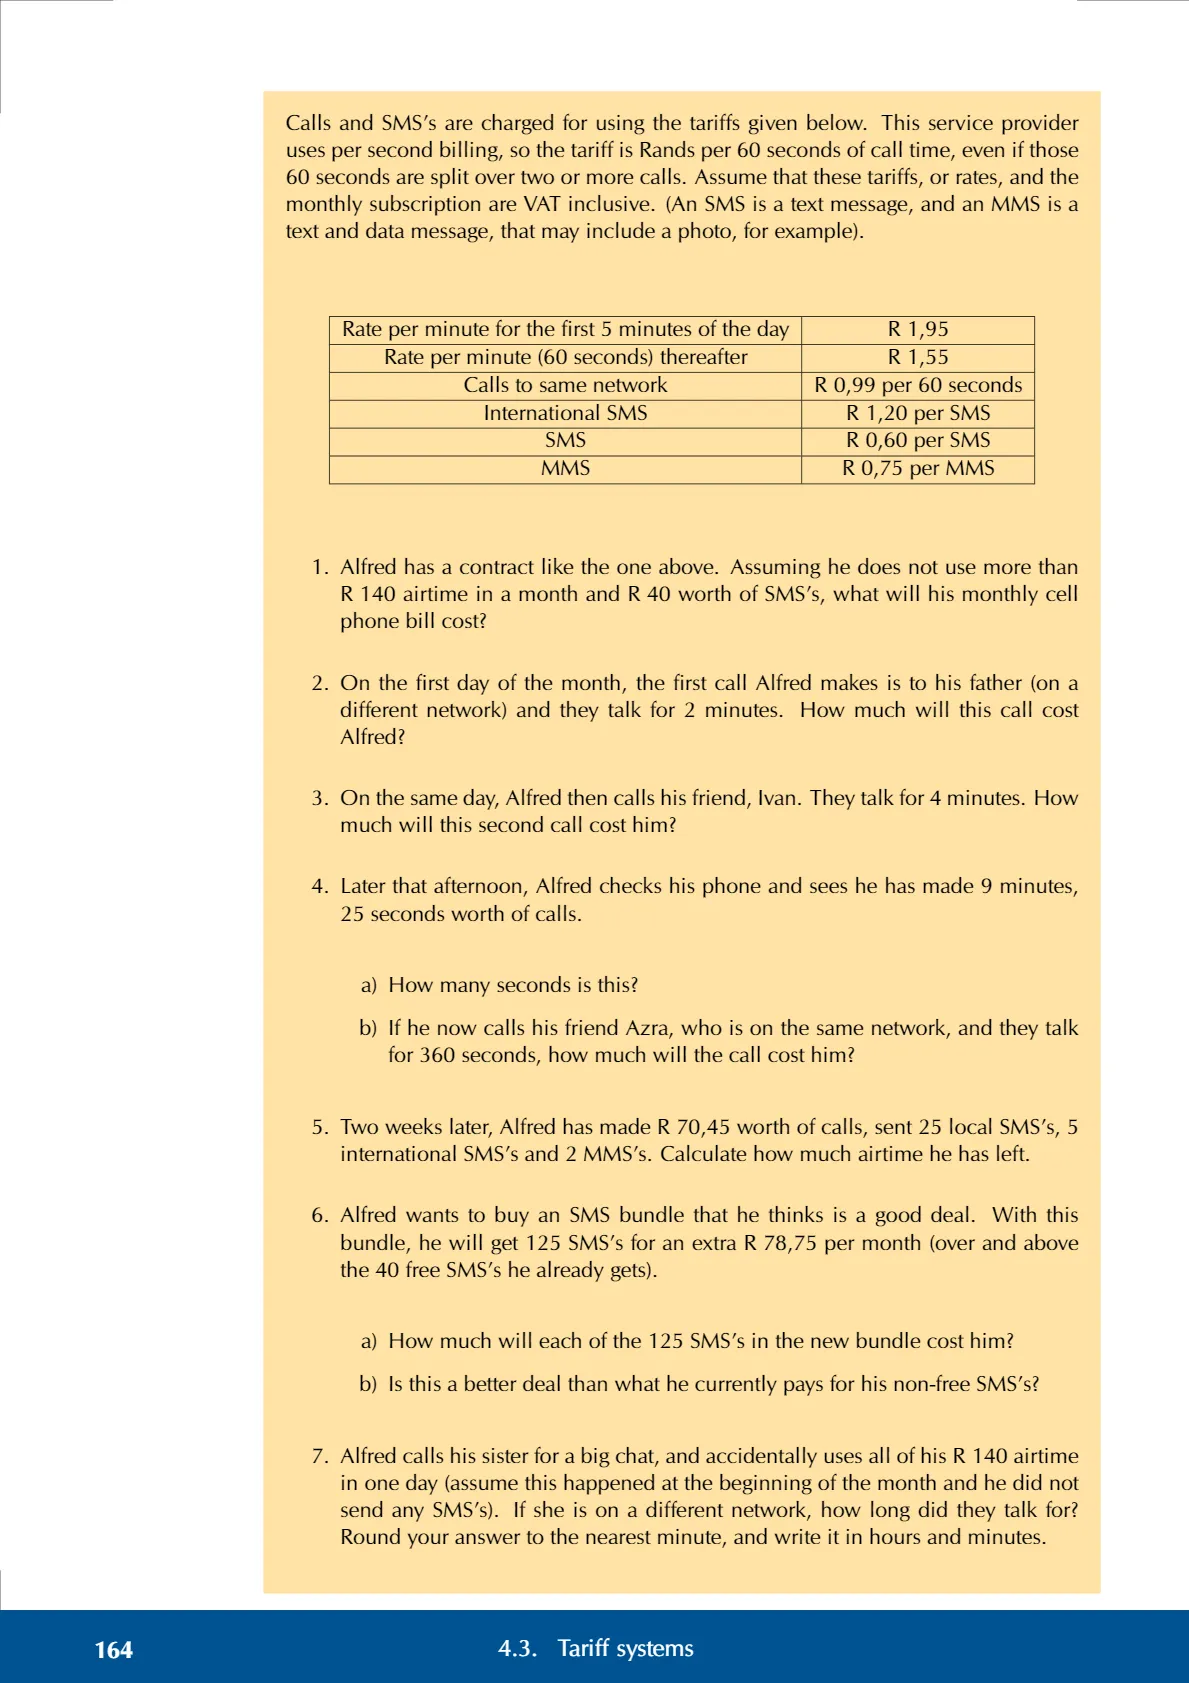 Calls and SMS’s are charged for using the tariffs given below. This service provider
uses per second billing, so the tariff is Rands per 60 seconds of call time, even if those
60 seconds are split over two or more calls. Assume that these tariffs, or rates, and the
monthly subscription are VAT inclusive. (An SMS is a text message, and an MMS is a
text and data message, that may include a photo, for example).
Rate per minute for the first 5 minutes of the day R 1,95
Rate per minute (60 seconds) thereafter R 1,55
Calls to same network R 0,99 per 60 seconds
International SMS R 1,20 per SMS
SMS R 0,60 per SMS
MMS R 0,75 per MMS
1. Alfred has a contract like the one above. Assuming he does not use more than
R 140 airtime in a month and R 40 worth of SMS’s, what will his monthly cell
phone bill cost?
2. On the first day of the month, the first call Alfred makes is to his father (on a
different network) and they talk for 2 minutes. How much will this call cost
Alfred?
3. On the same day, Alfred then calls his friend, Ivan. They talk for 4 minutes. How
much will this second call cost him?
4. Later that afternoon, Alfred checks his phone and sees he has made 9 minutes,
25 seconds worth of calls.
a) How many seconds is this?
b) If he now calls his friend Azra, who is on the same network, and they talk
for 360 seconds, how much will the call cost him?
5. Two weeks later, Alfred has made R 70,45 worth of calls, sent 25 local SMS’s, 5
international SMS’s and 2 MMS’s. Calculate how much airtime he has left.
6. Alfred wants to buy an SMS bundle that he thinks is a good deal. With this
bundle, he will get 125 SMS’s for an extra R 78,75 per month (over and above
the 40 free SMS’s he already gets).
a) How much will each of the 125 SMS’s in the new bundle cost him?
b) Is this a better deal than what he currently pays for his non-free SMS’s?
7. Alfred calls his sister for a big chat, and accidentally uses all of his R 140 airtime
in one day (assume this happened at the beginning of the month and he did not
send any SMS’s). If she is on a different network, how long did they talk for?
Round your answer to the nearest minute, and write it in hours and minutes.
164 4.3. Tariff systems